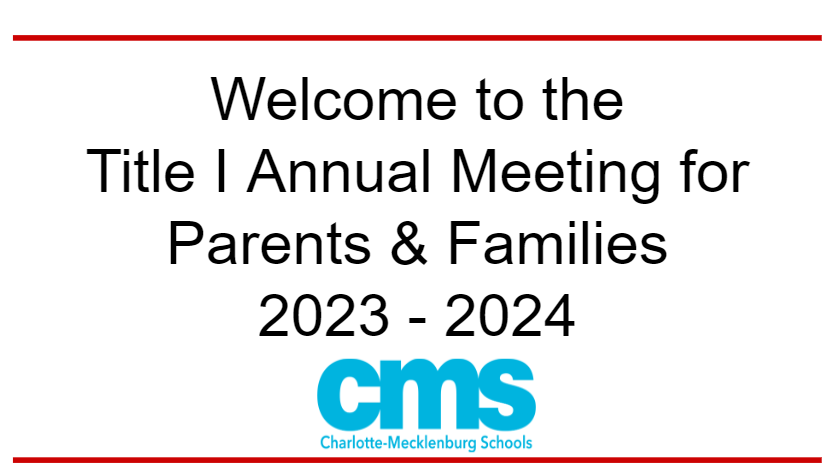 Welcome to the
Title I Annual Meeting for
Parents & Families
2023 - 2024
cms
Charlotte-Mecklenburg Schools